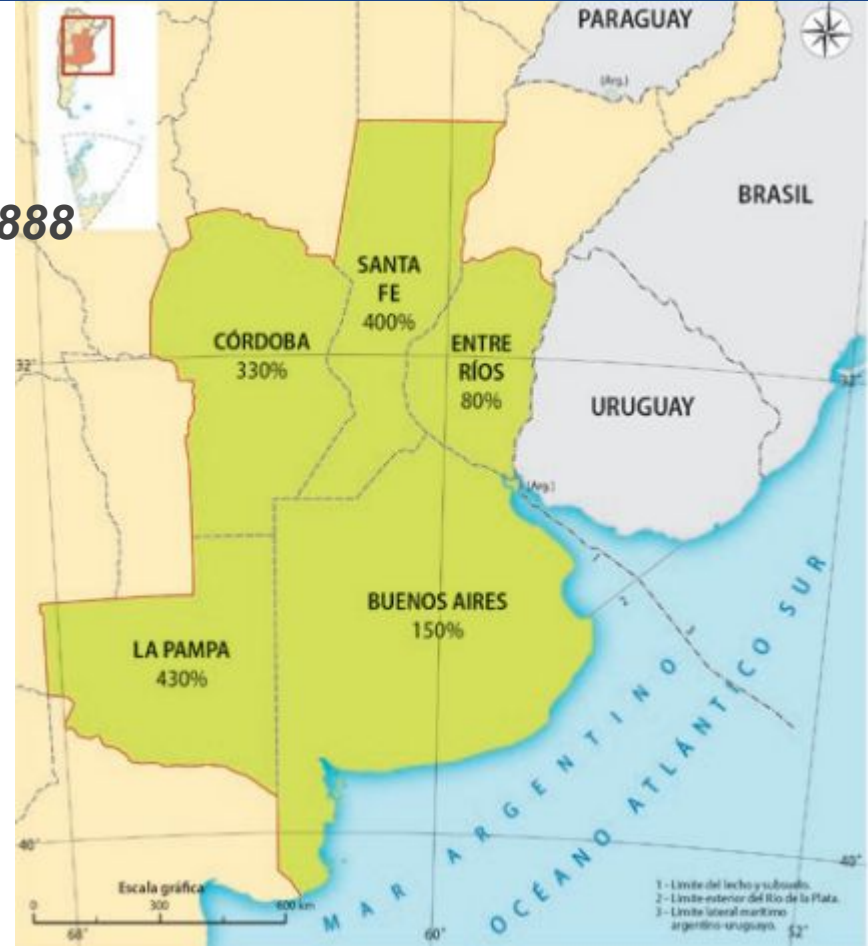 888
PARAGUAY
(Arg.)
BRASIL
SANTA
FE
400%
CÓRDOBA
330%
ENTRE
RÍOS
80%
32°
32°
URUGUAY
(Arg.)
1
2
3
BUENOS AIRES
150%
LA PAMPA
430%
MAR ARGENTINO
OCÉANO ATLÁNTICO SUR
40°
40°
Escala gráfica
0 300 600 km
1 - Límite del lecho y subsuelo.
2 - Límite exterior del Río de la Plata.
3 - Límite lateral marítimo
argentino-uruguayo.
68° 60° 52°